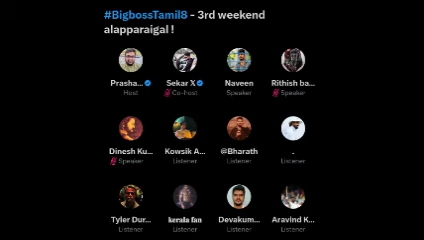 #BigbossTamil8 - 3rd weekend
alapparaigal !
Prasha... Sekar X Naveen Rithish ba...
Host Co-host Speaker Speaker
Dinesh Ku... Kowsik A... @Bharath .
Speaker Listener Listener Listener
Tyler Dur... kerala fan Devakum... Aravind K...
Listener Listener Listener Listener